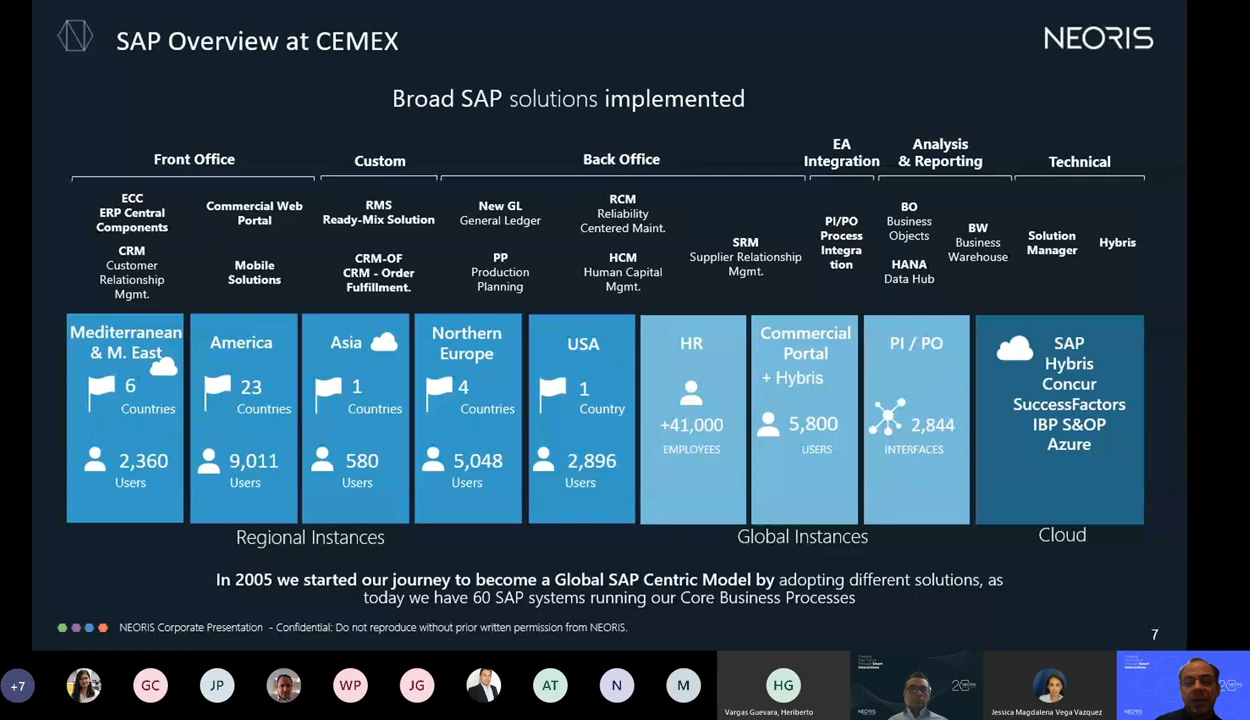 SAP Overview at CEMEX
NEORIS
Broad SAP solutions implemented
Front Office
Custom
Back Office
EA
Integration
Analysis
& Reporting
Technical
ECC
ERP Central
Components
CRM
Customer
Relationship
Mgmt.
Commercial Web
Portal
Mobile
Solutions
RMS
Ready-Mix Solution
CRM-OF
CRM - Order
Fulfillment.
New GL
General Ledger
PP
Production
Planning
RCM
Reliability
Centered Maint.
HCM
Human Capital
Mgmt.
SRM
Supplier Relationship
Mgmt.
PI/PO
Process
Integra
tion
BO
Business
Objects
HANA
Data Hub
BW
Business
Warehouse
Solution
Manager
Hybris
Mediterranean
& M. East
6
Countries
2,360
Users
America
23
Countries
9,011
Users
Asia
1
Countries
580
Users
Northern
Europe
4
Countries
5,048
Users
USA
1
Country
2,896
Users
HR
+41,000
EMPLOYEES
Commercial
Portal
+ Hybris
5,800
USERS
PI / PO
2,844
INTERFACES
SAP
Hybris
Concur
SuccessFactors
IBP S&OP
Azure
Regional Instances
Global Instances
Cloud
In 2005 we started our journey to become a Global SAP Centric Model by adopting different solutions, as
today we have 60 SAP systems running our Core Business Processes
NEORIS Corporate Presentation - Confidential: Do not reproduce without prior written permission from NEORIS.
7
+7
GC
JP
WP
JG
AT
N
M
HG
Vargas Guevara, Heriberto
Jessica Magdalena Vega Vazquez